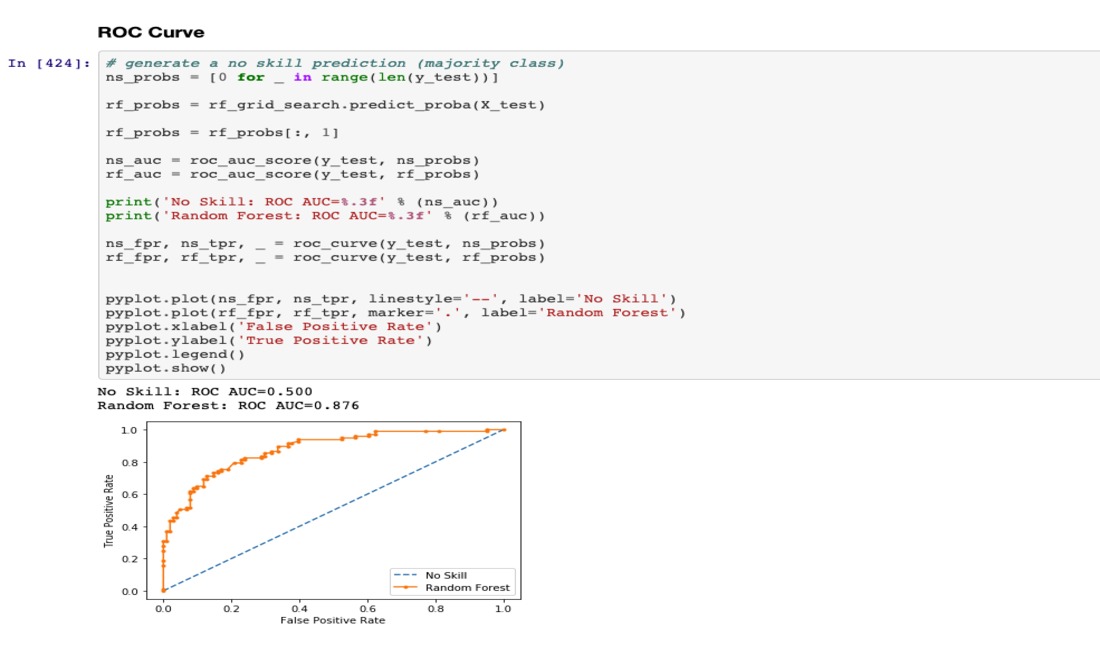 ROC Curve
In [424]:
# generate a no skill prediction (majority class)
ns_probs = [0 for _ in range(len(y_test))]
rf_probs = rf_grid_search.predict_proba(X_test)
rf_probs = rf_probs[:, 1]
ns_auc = roc_auc_score(y_test, ns_probs)
rf_auc = roc_auc_score(y_test, rf_probs)
print('No Skill: ROC AUC=%.3f' % (ns_auc))
print('Random Forest: ROC AUC=%.3f' % (rf_auc))
ns_fpr, ns_tpr, _ = roc_curve(y_test, ns_probs)
rf_fpr, rf_tpr, _ = roc_curve(y_test, rf_probs)
pyplot.plot(ns_fpr, ns_tpr, linestyle='--', label='No Skill')
pyplot.plot(rf_fpr, rf_tpr, marker='.', label='Random Forest')
pyplot.xlabel('False Positive Rate')
pyplot.ylabel('True Positive Rate')
pyplot.legend()
pyplot.show()
No Skill: ROC AUC=0.500
Random Forest: ROC AUC=0.876
1.0
0.8
0.6
0.4
0.2
0.0
True Positive Rate
No Skill
Random Forest
0.0 0.2 0.4 0.6 0.8 1.0
False Positive Rate